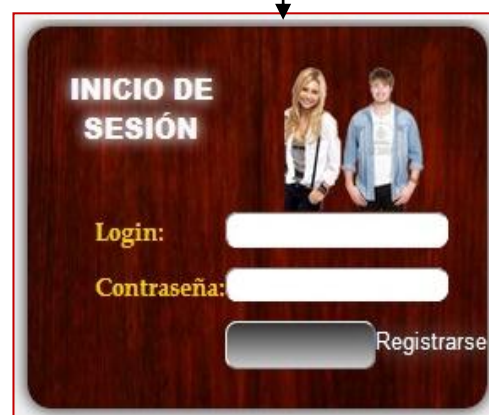 INICIO DE
SESIÓN
Login:
Contraseña:
Registrarse